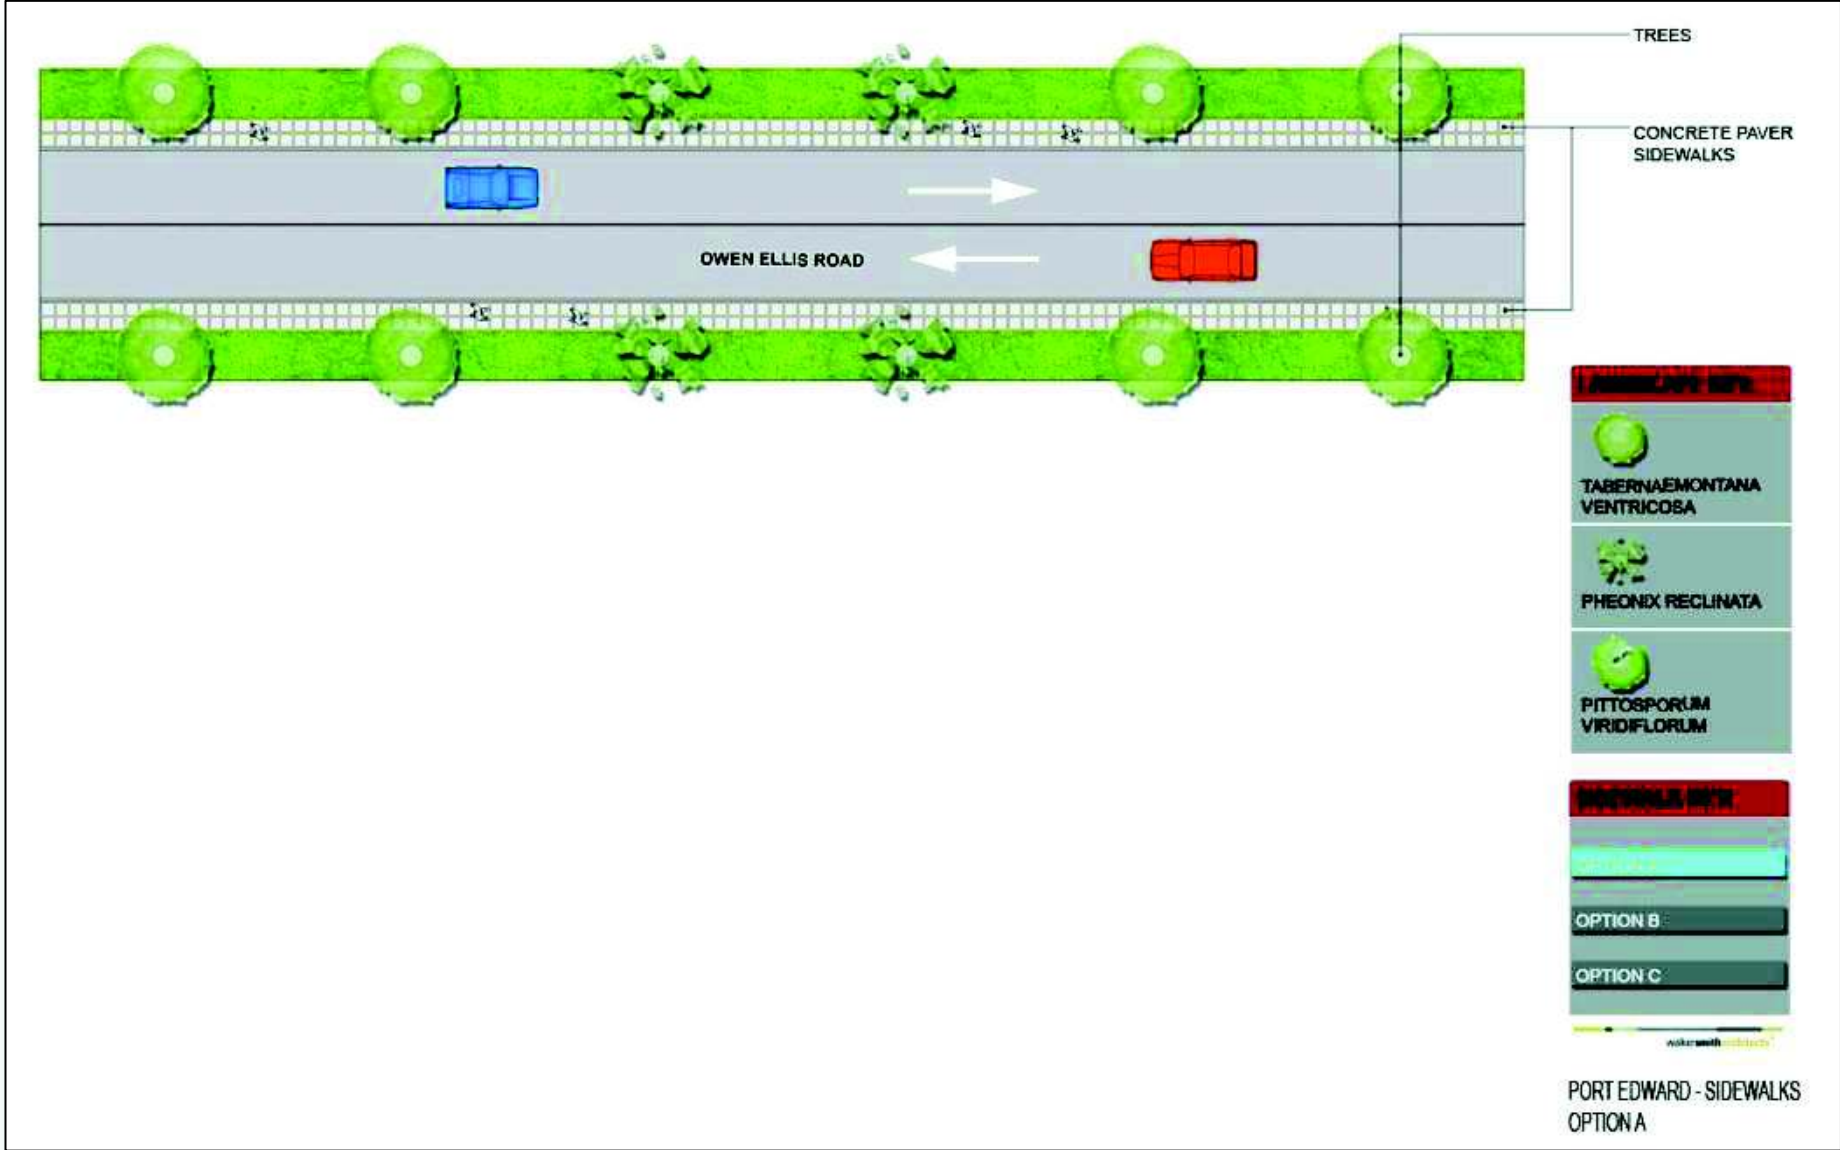 TREES
CONCRETE PAVER
SIDEWALKS
OWEN ELLIS ROAD
TABERNAEMONTANA
VENTRICOSA
PHEONIX RECLINATA
PITTOSPORUM
VIRIDIFLORUM
OPTION B
OPTION C
PORT EDWARD - SIDEWALKS
OPTION A